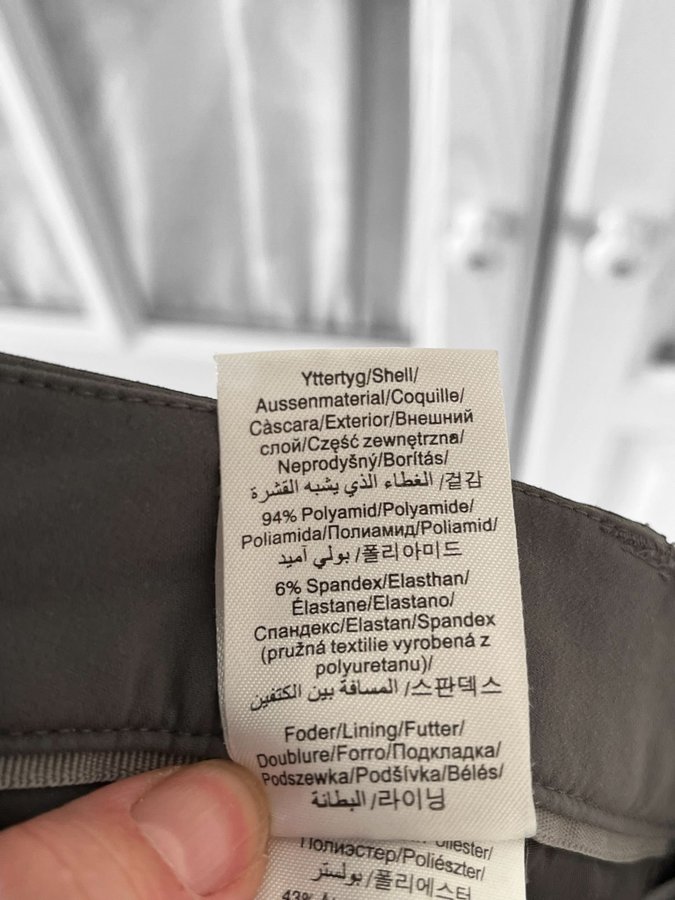 Yttertyg/Shell/
Aussenmaterial/Coquille/
Càscara/Exterior/Внешний
слой/Część zewnętrzna/
Neprodyšný/Borítás/
الغطاء الذي يشبه القشرة /겉감
94% Polyamid/Polyamide/
Poliamida/Полиамид/Poliamid/
بولي آميد /폴리아미드
6% Spandex/Elasthan/
Élastane/Elastano/
Спандекс/Elastan/Spandex
(pružná textilie vyrobená z
polyuretanu)/
المسافة بين الكتفين /스판덱스
Foder/Lining/Futter/
Doublure/Forro/Подкладка/
Podszewka/Podšívka/Bélés/
البطانة /라이닝
Полиэстер/Poliészter/
بولستر /폴리에스터
43%